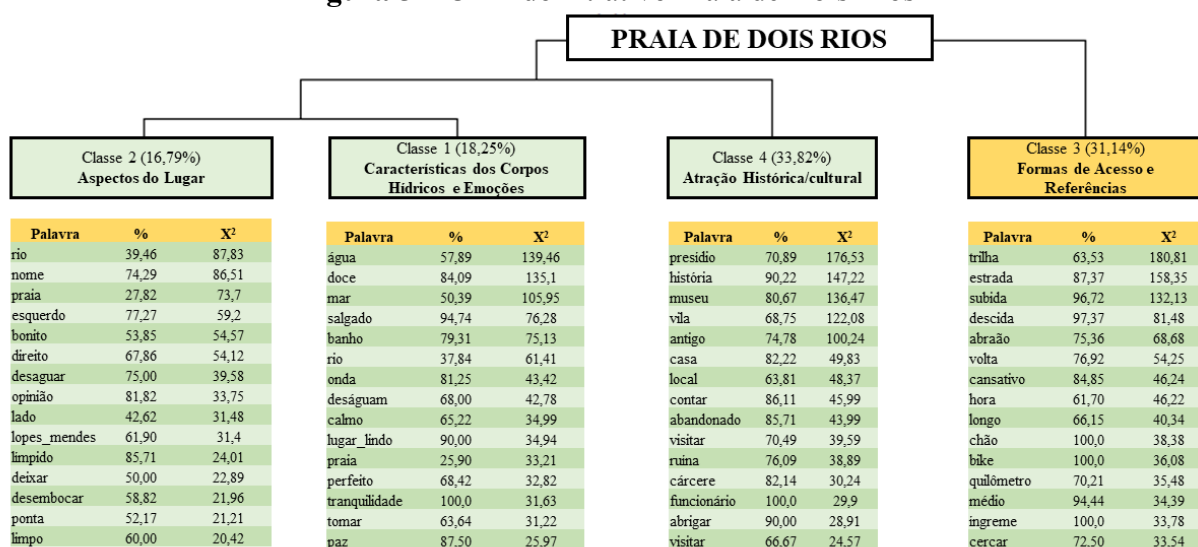 PRAIA DE DOIS RIOS
Classe 2 (16,79%)
Aspectos do Lugar
Classe 1 (18,25%)
Características dos Corpos
Hídricos e Emoções
Classe 4 (33,82%)
Atração Histórica/cultural
Classe 3 (31,14%)
Formas de Acesso e
Referências
Palavra % X²
rio 39,46 87,83
nome 74,29 86,51
praia 27,82 73,7
esquerdo 77,27 59,2
bonito 53,85 54,57
direito 67,86 54,12
desaguar 75,00 39,58
opinião 81,82 33,75
lado 42,62 31,48
lopes_mendes 61,90 31,4
limpido 85,71 24,01
deixar 50,00 22,89
desembocar 58,82 21,96
ponta 52,17 21,21
limpo 60,00 20,42
Palavra % X²
água 57,89 139,46
doce 84,09 135,1
mar 50,39 105,95
salgado 94,74 76,28
banho 79,31 75,13
rio 37,84 61,41
onda 81,25 43,42
deságuam 68,00 42,78
calmo 65,22 34,99
lugar_lindo 90,00 34,94
praia 25,90 33,21
perfeito 68,42 32,82
tranquilidade 100,0 31,63
tomar 63,64 31,22
paz 87,50 25,97
Palavra % X²
presidio 70,89 176,53
história 90,22 147,22
museu 80,67 136,47
vila 68,75 122,08
antigo 74,78 100,24
casa 82,22 49,83
local 63,81 48,37
contar 86,11 45,99
abandonado 85,71 43,99
visitar 70,49 39,59
ruina 76,09 38,89
cárcere 82,14 30,24
funcionário 100,0 29,9
abrigar 90,00 28,91
visitar 66,67 24,57
Palavra % X²
trilha 63,53 180,81
estrada 87,37 158,35
subida 96,72 132,13
descida 97,37 81,48
abraão 75,36 68,68
volta 76,92 54,25
cansativo 84,85 46,24
hora 61,70 46,22
longo 66,15 40,34
chão 100,0 38,38
bike 100,0 36,08
quilômetro 70,21 35,48
médio 94,44 34,39
ingreme 100,0 33,78
cercar 72,50 33,54